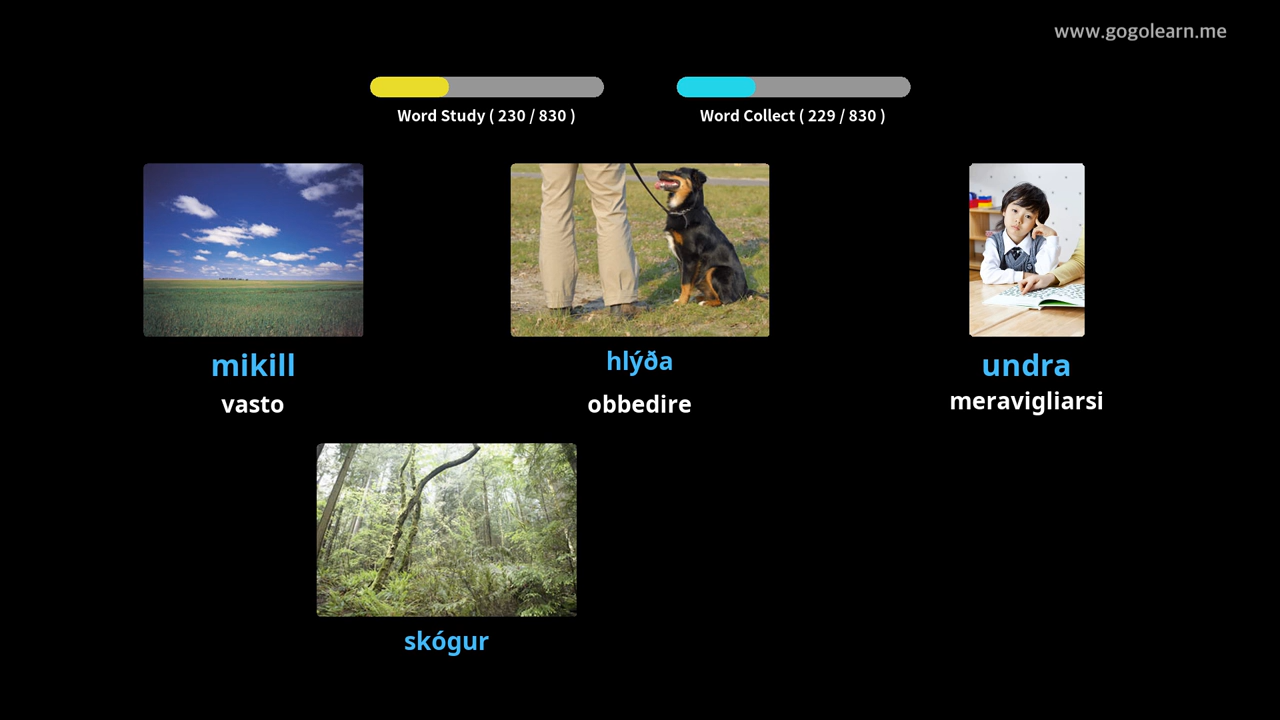 www.gogolearn.me
Word Study ( 230 / 830 )
Word Collect ( 229 / 830 )
mikill
vasto
hlýða
obbedire
undra
meravigliarsi
skógur